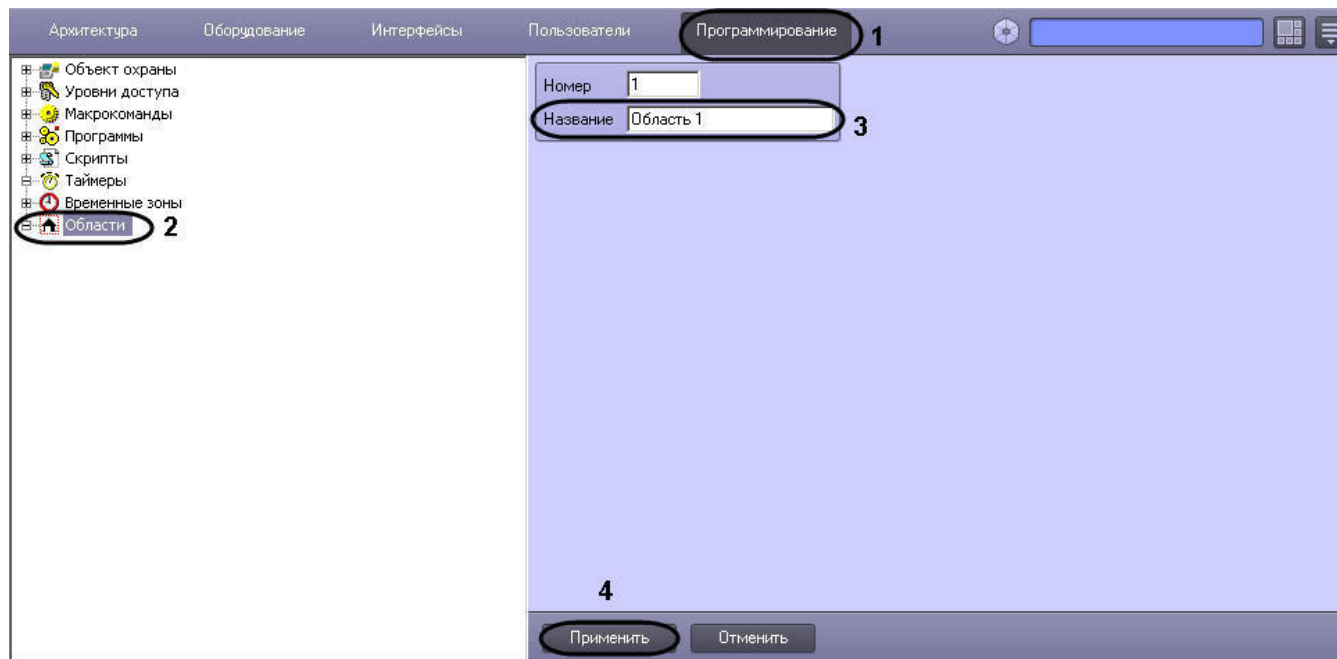 Архитектура Оборудование Интерфейсы Пользователи Программирование 1
Объект охраны
Уровни доступа
Макрокоманды
Программы
Скрипты
Таймеры
Временные зоны
Области 2
Номер 1
Название Область 1 3
4
Применить Отменить